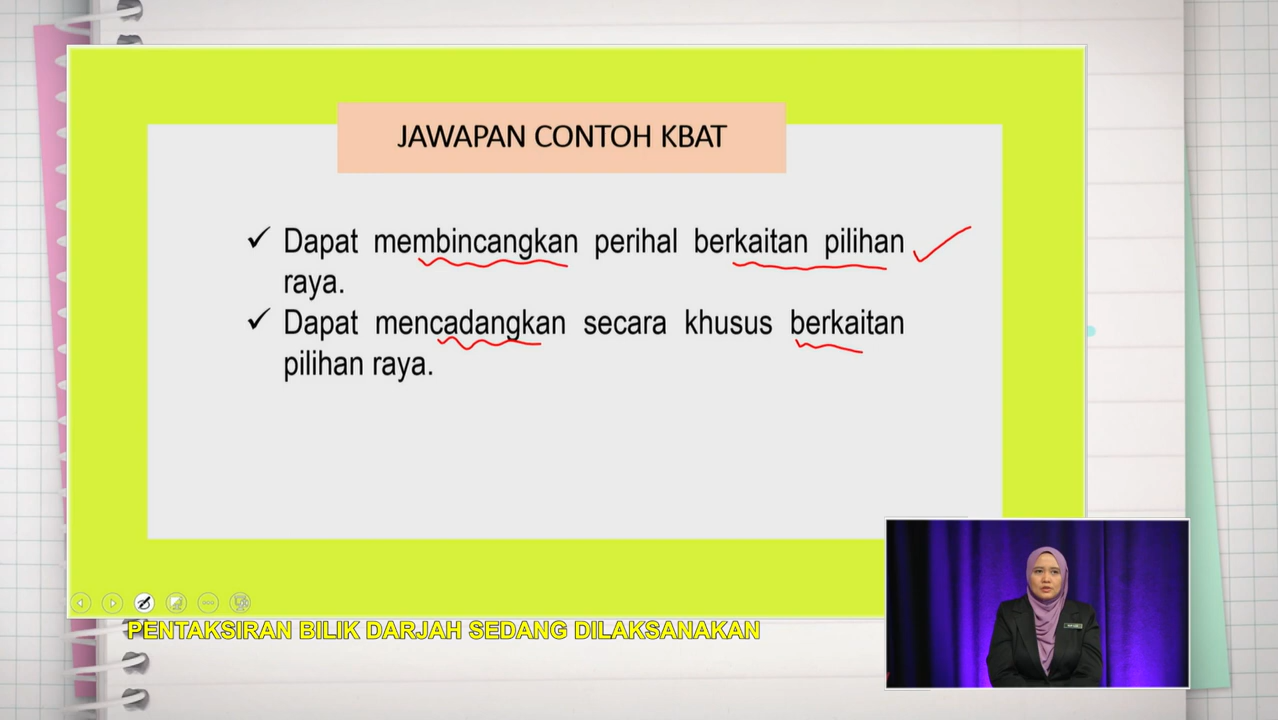 JAWAPAN CONTOH KBAT
✓ Dapat membincangkan perihal berkaitan pilihan
raya.
✓ Dapat mencadangkan secara khusus berkaitan
pilihan raya.
PENTAKSIRAN BILIK DARJAH SEDANG DILAKSANAKAN